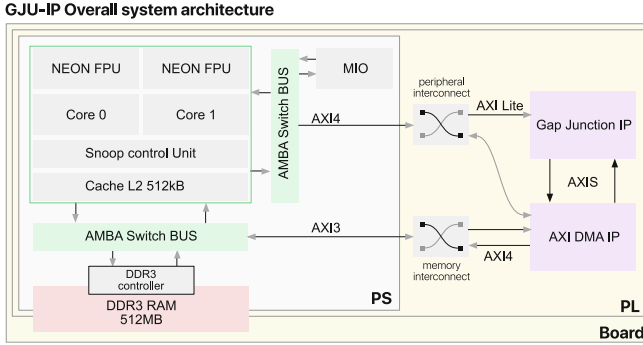 GJU-IP Overall system architecture
NEON FPU
NEON FPU
Core 0
Core 1
Snoop control Unit
Cache L2 512kB
AMBA Switch BUS
MIO
AXI4
peripheral
interconnect
AXI Lite
Gap Junction IP
AXIS
AXI DMA IP
AMBA Switch BUS
AXI3
AXI4
memory
interconnect
DDR3
controller
DDR3 RAM
512MB
PS
PL
Board